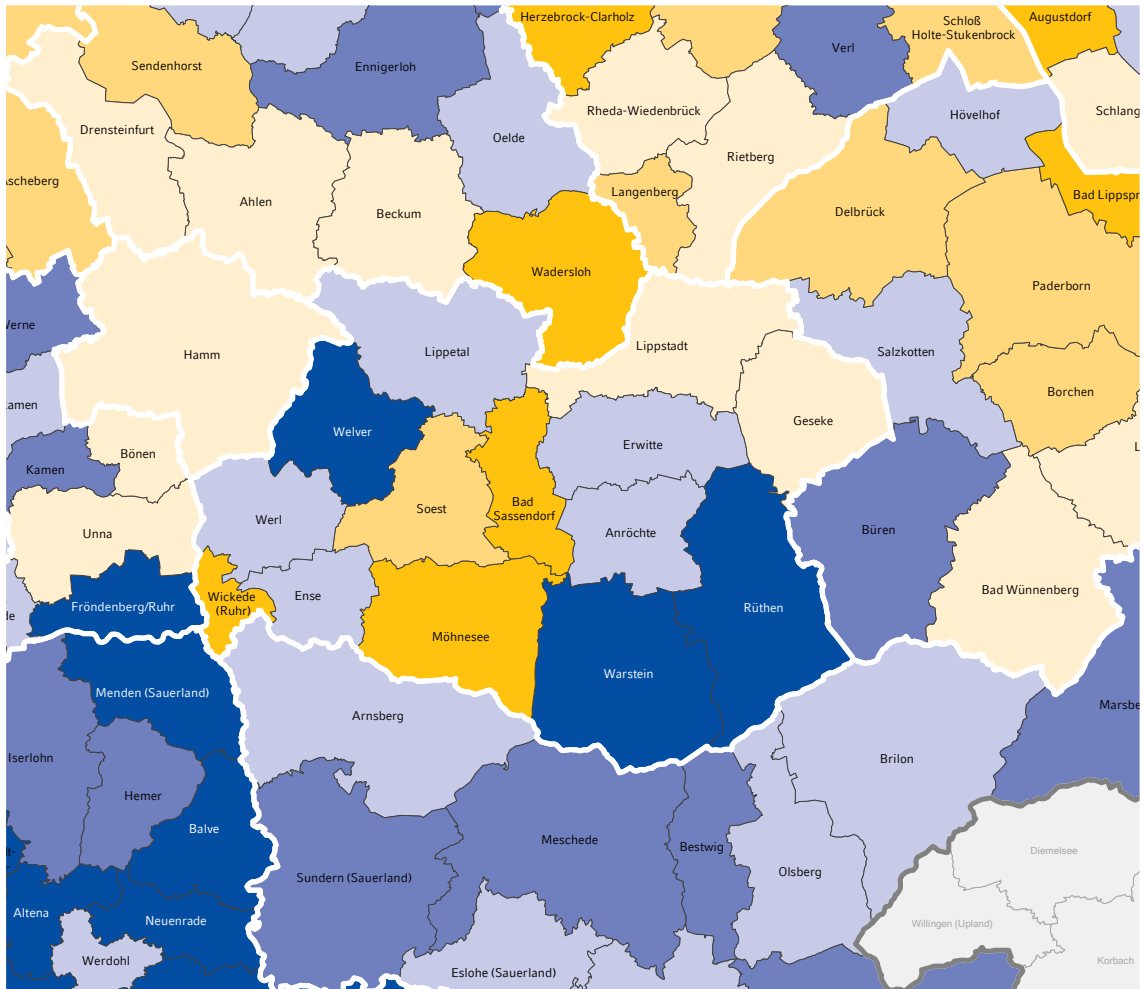 Herzebrock-Clarholz
Augustdorf
Schloß
Holte-Stukenbrock
Verl
Sendenhorst
Ennigerloh
Rheda-Wiedenbrück
Schlang
Hövelhof
Drensteinfurt
Oelde
Rietberg
Ascheberg
Langenberg
Bad Lippspr
Ahlen
Beckum
Delbrück
Wadersloh
Paderborn
Werne
Hamm
Lippetal
Lippstadt
Salzkotten
Borchen
amen
Geseke
Welver
Erwitte
L
Bönen
Kamen
Bad
Sassendorf
Soest
Werl
Büren
Unna
Anröchte
Bad Wünnenberg
Ense
Wickede
(Ruhr)
Fröndenberg/Ruhr
Rüthen
de
Möhnesee
Warstein
Menden (Sauerland)
Marsbe
Arnsberg
Iserlohn
Brilon
Hemer
Balve
Meschede
Bestwig
t-
Diemelsee
Olsberg
Sundern (Sauerland)
Altena
Neuenrade
Willingen (Upland)
Werdohl
Korbach
Eslohe (Sauerland)